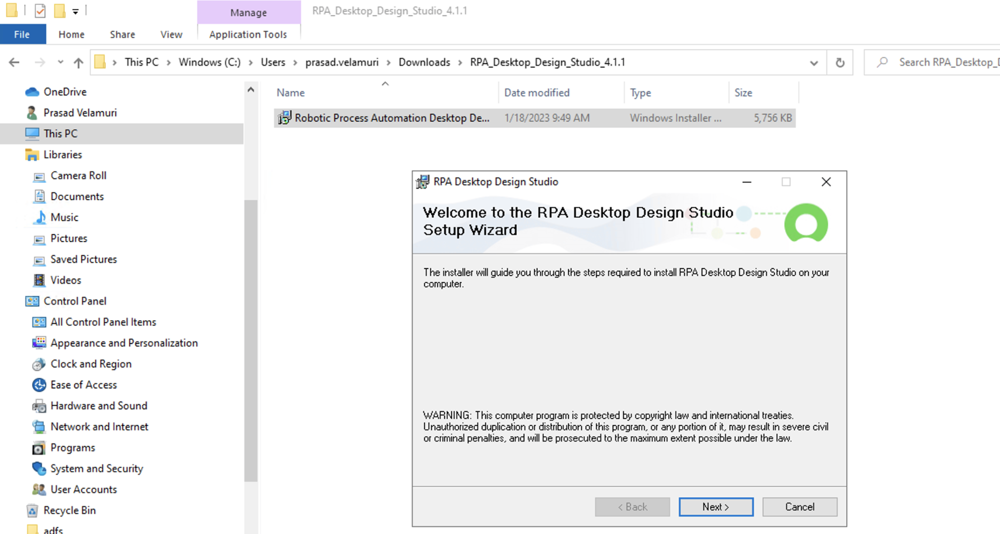 Manage
RPA_Desktop_Design_Studio_4.1.1
File Home Share View Application Tools
This PC > Windows (C:) > Users > prasad.velamuri > Downloads > RPA_Desktop_Design_Studio_4.1.1
Search RPA_Desktop_D
OneDrive
Prasad Velamuri
This PC
Libraries
Camera Roll
Documents
Music
Pictures
Saved Pictures
Videos
Control Panel
All Control Panel Items
Appearance and Personalization
Clock and Region
Ease of Access
Hardware and Sound
Network and Internet
Programs
System and Security
User Accounts
Recycle Bin
adfs
Name Date modified Type Size
Robotic Process Automation Desktop De... 1/18/2023 9:49 AM Windows Installer ... 5,756 KB
RPA Desktop Design Studio
Welcome to the RPA Desktop Design Studio
Setup Wizard
The installer will guide you through the steps required to install RPA Desktop Design Studio on your
computer.
WARNING: This computer program is protected by copyright law and international treaties.
Unauthorized duplication or distribution of this program, or any portion of it, may result in severe civil
or criminal penalties, and will be prosecuted to the maximum extent possible under the law.
< Back Next > Cancel